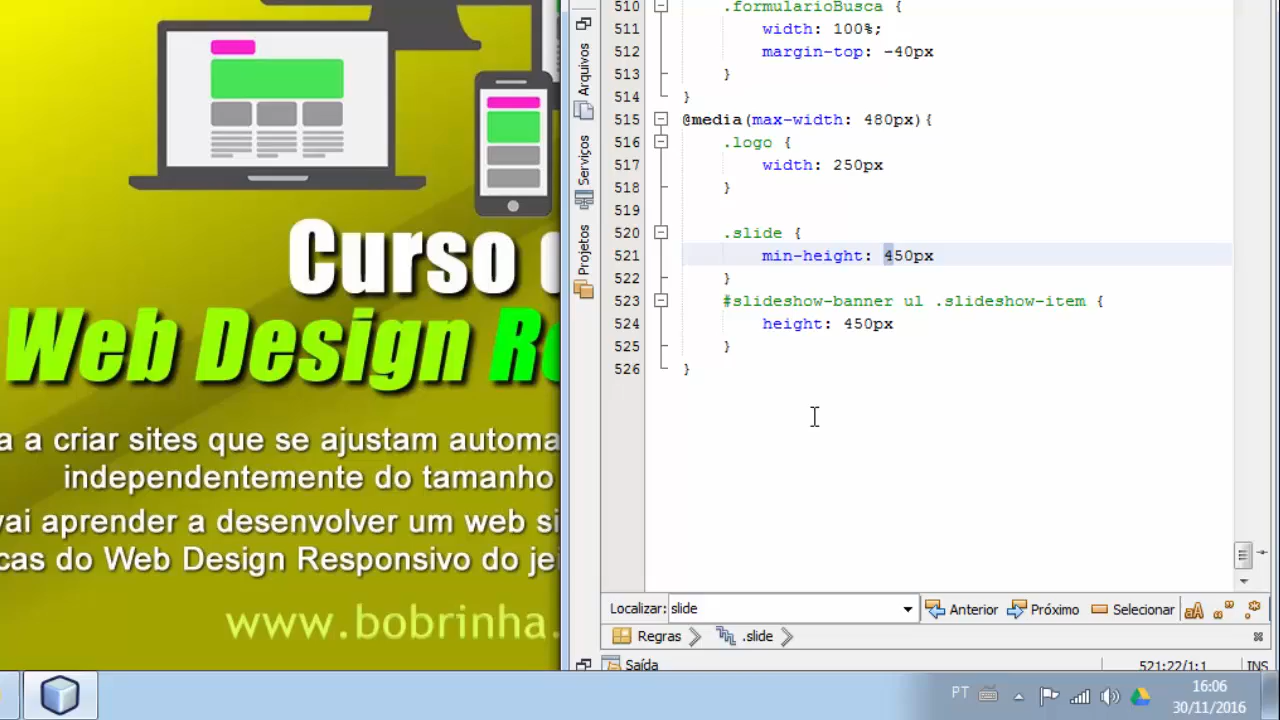 Curso
Web Design
a criar sites que se ajustam
independentemente do tamanho
vai aprender a desenvolver um web
do Web Design Responsivo do
www.bobrinha.
Arquivos
Serviços
Projetos
510 .formularioBusca {
511 width: 100%;
512 margin-top: -40px
513 }
514 }
515 @media(max-width: 480px){
516 .logo {
517 width: 250px
518 }
519
520 .slide {
521 min-height: 450px
522 }
523 #slideshow-banner ul .slideshow-item {
524 height: 450px
525 }
526 }
Localizar: slide Anterior Próximo Selecionar
Regras .slide
Saída 521:22/1:1 INS
PT 16:06
30/11/2016